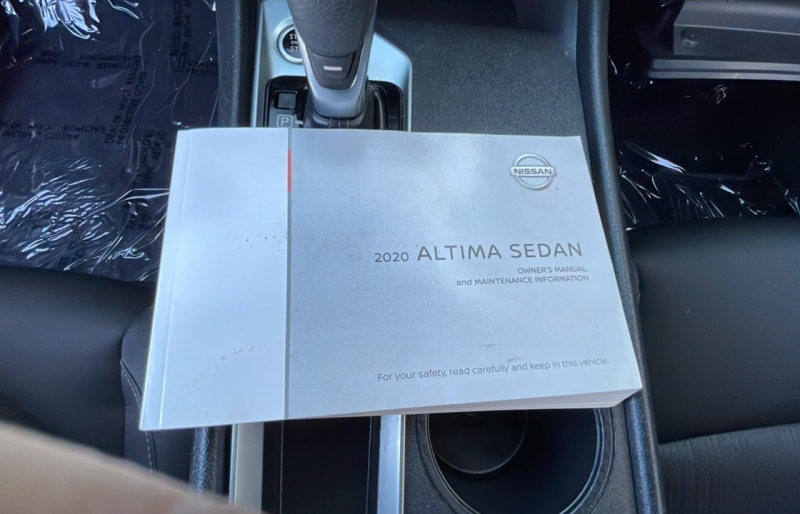 P
NISSAN
2020 ALTIMA SEDAN
OWNER'S MANUAL
and MAINTENANCE INFORMATION
For your safety, read carefully and keep in this vehicle.
REMOVE